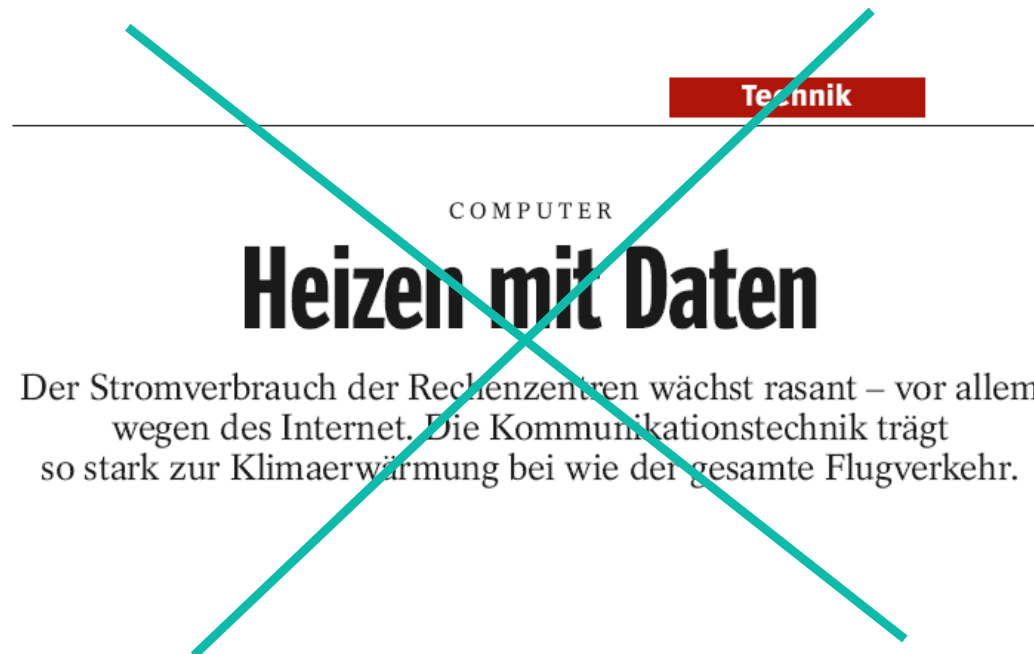 Technik
COMPUTER
Heizen mit Daten
Der Stromverbrauch der Rechenzentren wächst rasant – vor allem
wegen des Internet. Die Kommunikationstechnik trägt
so stark zur Klimaerwärmung bei wie der gesamte Flugverkehr.